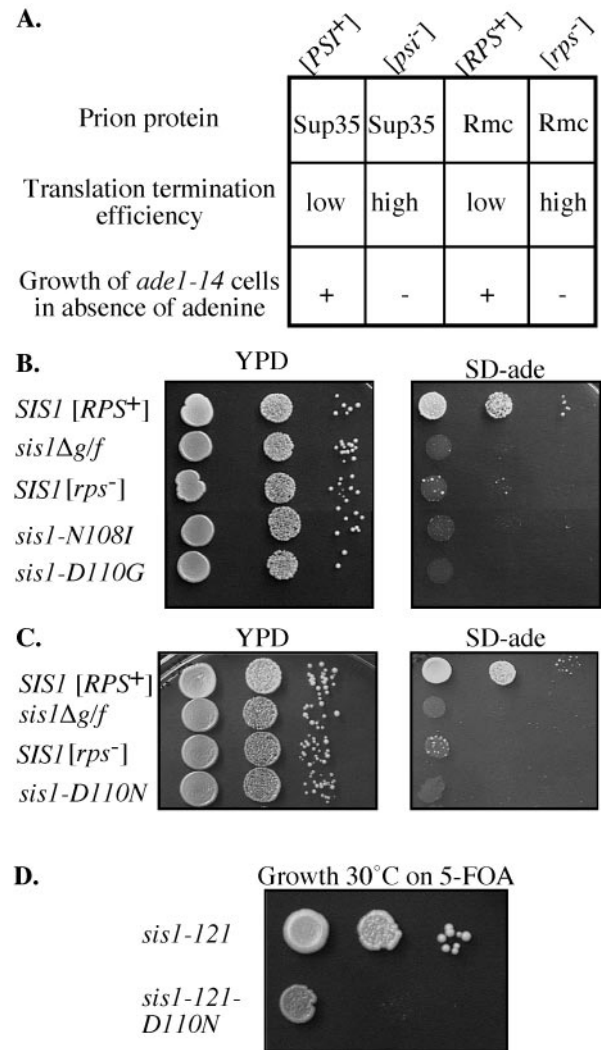 A.
[PSI+] [psi-] [RPS+] [rps-]
Prion protein Sup35 Sup35 Rmc Rmc
Translation termination
efficiency low high low high
Growth of ade1-14 cells
in absence of adenine + - + -
B. YPD SD-ade
SIS1 [RPS+]
sis1Δg/f
SIS1[rps-]
sis1-N108I
sis1-D110G
C. YPD SD-ade
SIS1 [RPS+]
sis1Δg/f
SIS1[rps-]
sis1-D110N
D. Growth 30°C on 5-FOA
sis1-121
sis1-121-
D110N